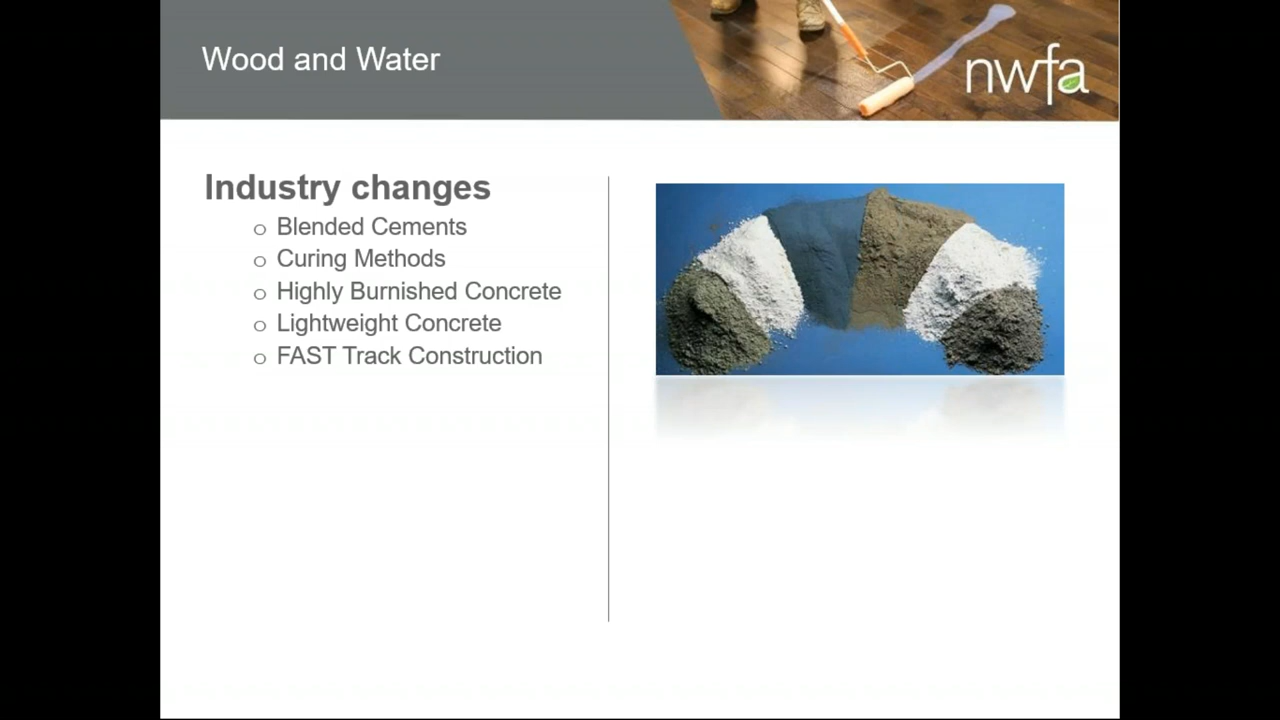 Wood and Water
nwfa
Industry changes
o Blended Cements
o Curing Methods
o Highly Burnished Concrete
o Lightweight Concrete
o FAST Track Construction